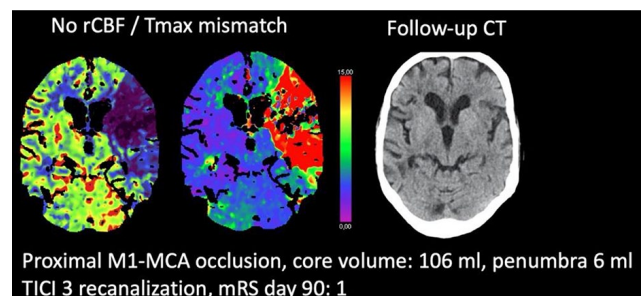 No rCBF / Tmax mismatch
Follow-up CT
15,00
0,00
Proximal M1-MCA occlusion, core volume: 106 ml, penumbra 6 ml
TICI 3 recanalization, mRS day 90: 1